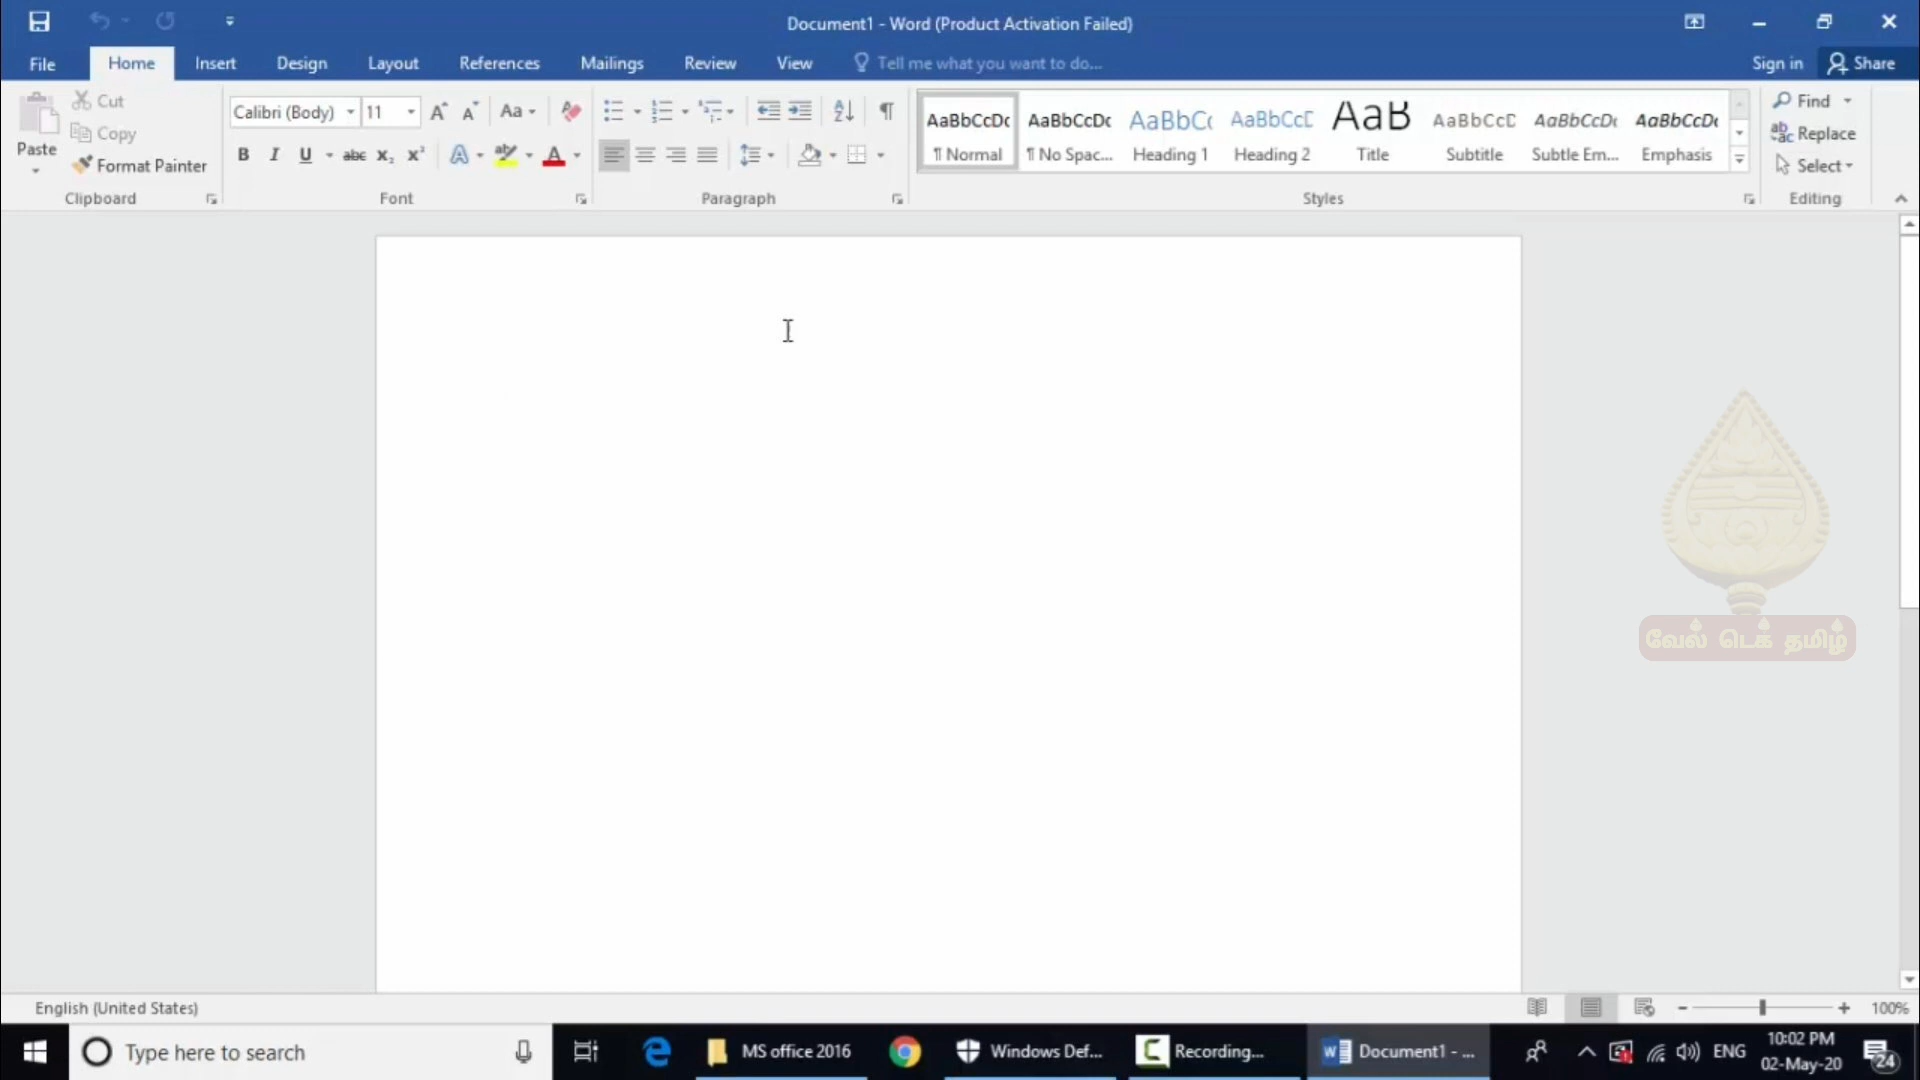 Document1 - Word (Product Activation Failed)
File Home Insert Design Layout References Mailings Review View Tell me what you want to do... Sign in Share
Cut
Copy
Paste
Format Painter
Clipboard
Calibri (Body) 11
Font
Paragraph
AaBbCcDc AaBbCcDc AaBbC AaBbCcD AaB AaBbCcD AaBbCcDc AaBbCcDc
¶ Normal ¶ No Spac... Heading 1 Heading 2 Title Subtitle Subtle Em... Emphasis
Styles
Find
Replace
Select
Editing
வேல் டெக் தமிழ்
English (United States)
100%
Type here to search
MS office 2016
Windows Def...
Recording...
Document1 - ...
ENG
10:02 PM
02-May-20
24